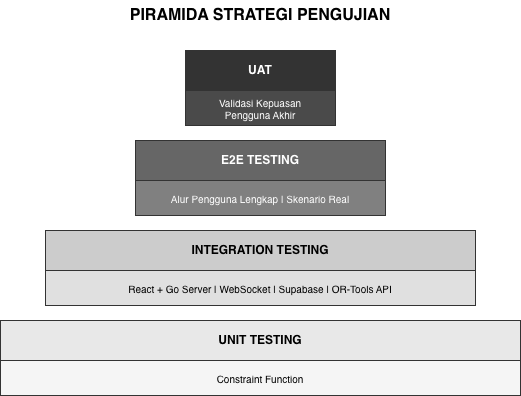 PIRAMIDA STRATEGI PENGUJIAN
UAT
Validasi Kepuasan
Pengguna Akhir
E2E TESTING
Alur Pengguna Lengkap | Skenario Real
INTEGRATION TESTING
React + Go Server | WebSocket | Supabase | OR-Tools API
UNIT TESTING
Constraint Function